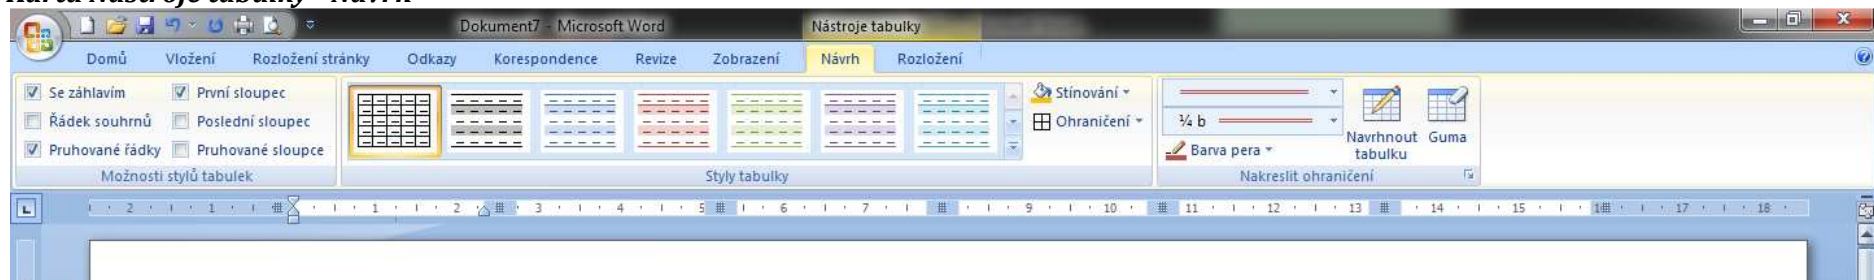 Karta Nástroje tabulky - Návrh
Dokument7 - Microsoft Word
Nástroje tabulky
Domů Vložení Rozložení stránky Odkazy Korespondence Revize Zobrazení Návrh Rozložení
Se záhlavím První sloupec
Řádek souhrnů Poslední sloupec
Pruhované řádky Pruhované sloupce
Možnosti stylů tabulek
Stínování
Ohraničení
Styly tabulky
¼ b
Barva pera
Navrhnout tabulku
Guma
Nakreslit ohraničení
2 1 1 2 3 4 5 6 7 9 10 11 12 13 14 15 17 18